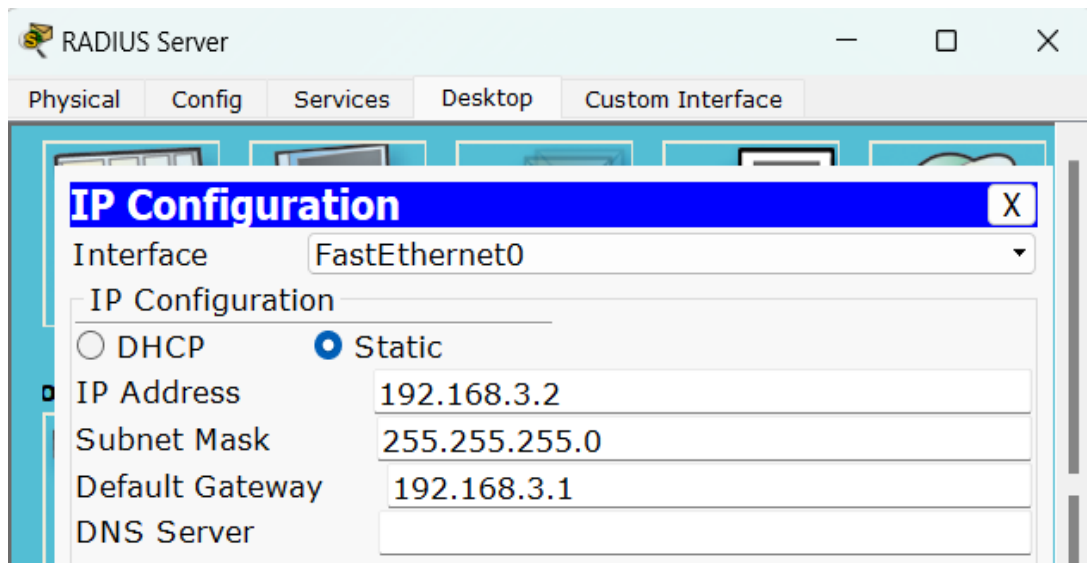 RADIUS Server
Physical Config Services Desktop Custom Interface
IP Configuration X
Interface FastEthernet0
IP Configuration
DHCP Static
IP Address 192.168.3.2
Subnet Mask 255.255.255.0
Default Gateway 192.168.3.1
DNS Server